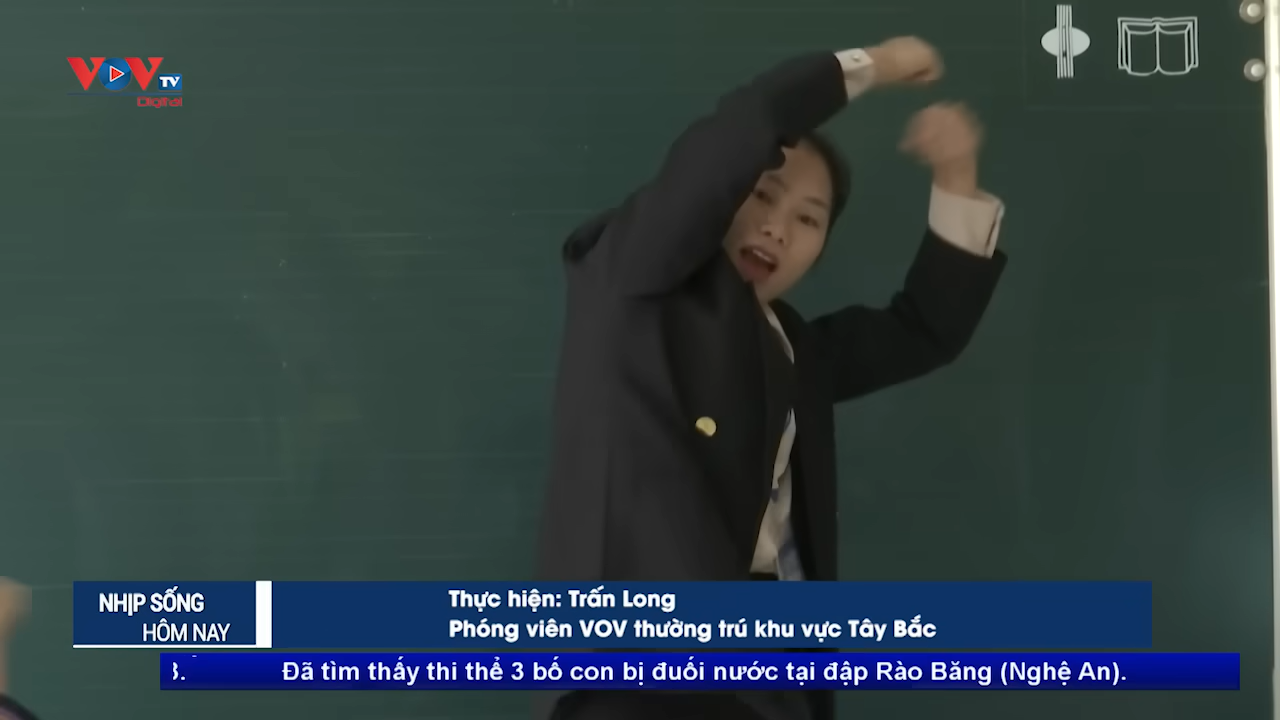 VOV TV
Digital
NHỊP SỐNG
HÔM NAY
Thực hiện: Trấn Long
Phóng viên VOV thường trú khu vực Tây Bắc
Đã tìm thấy thi thể 3 bố con bị đuối nước tại đập Rào Băng (Nghệ An).